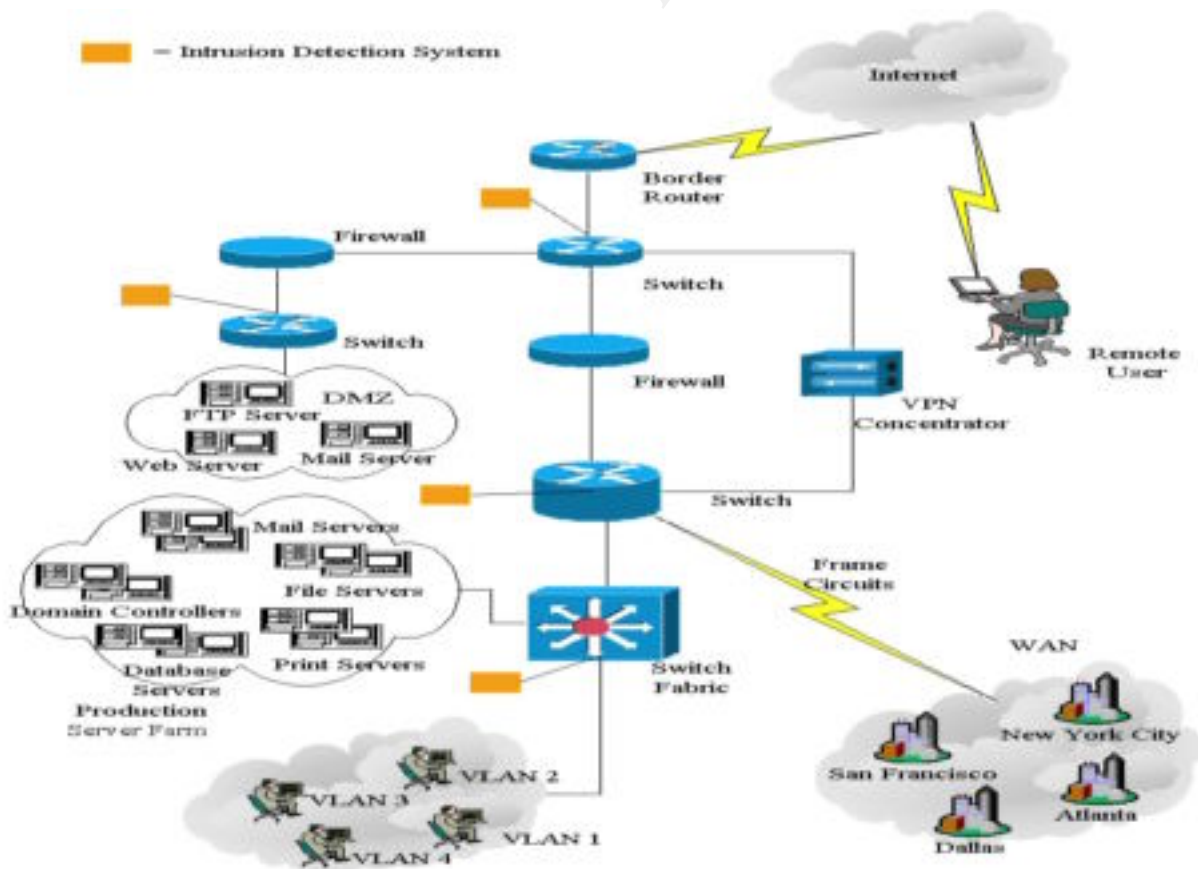 = Intrusion Detection System
Internet
Border
Router
Firewall
Switch
Switch
Remote
User
Firewall
VPN
Concentrator
DMZ
FTP Server
Mail Server
Web Server
Switch
Mail Servers
File Servers
Domain Controllers
Print Servers
Database
Servers
Production
Server Farm
Frame
Circuits
Switch
Fabric
WAN
New York City
San Francisco
Atlanta
Dallas
VLAN 2
VLAN 3
VLAN 1
VLAN 4